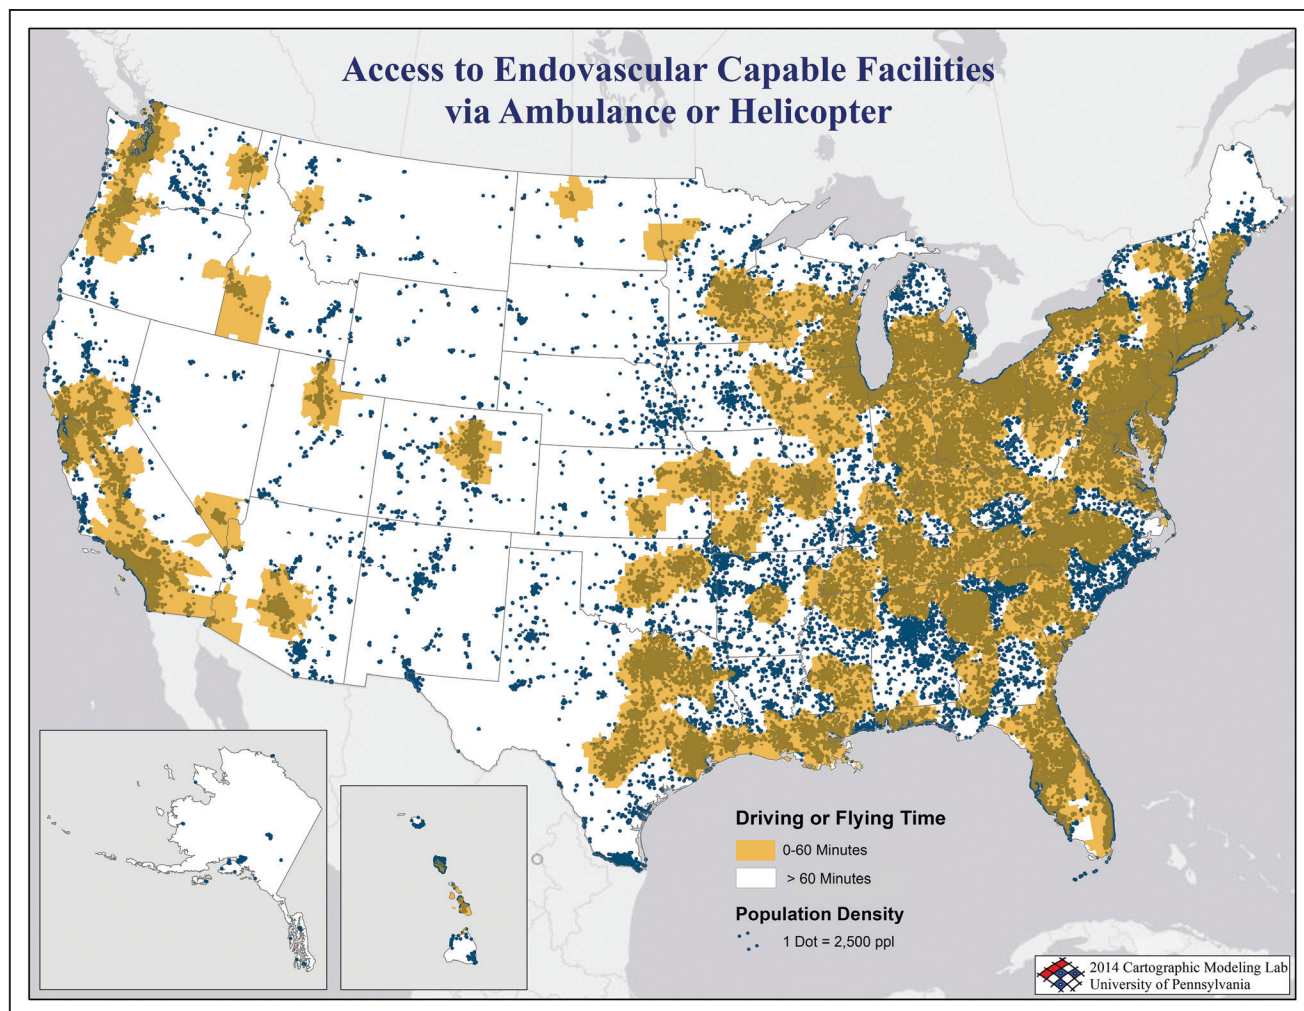 Access to Endovascular Capable Facilities
via Ambulance or Helicopter
Driving or Flying Time
0-60 Minutes
> 60 Minutes
Population Density
1 Dot = 2,500 ppl
2014 Cartographic Modeling Lab
University of Pennsylvania